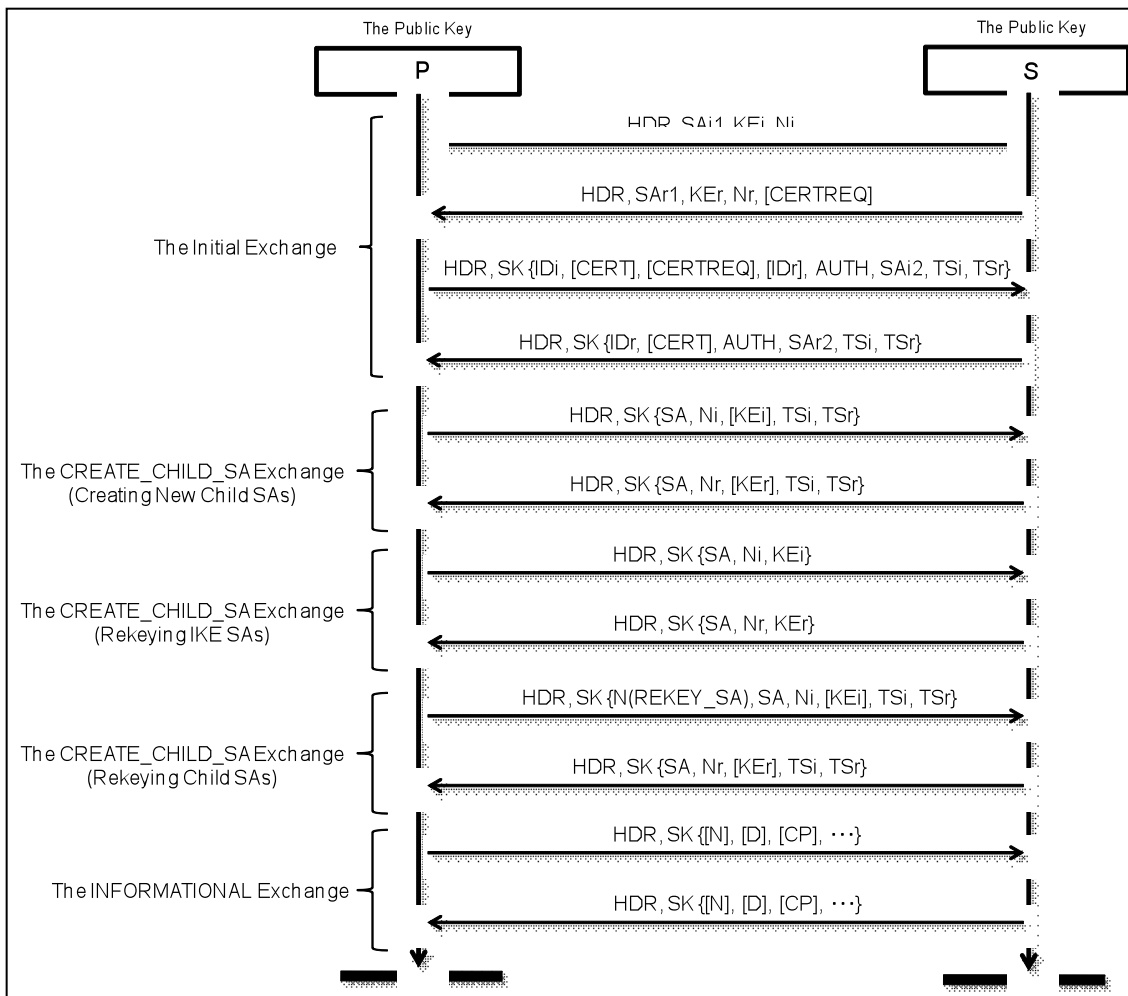 The Public Key
The Public Key
P
S
HDR, SAi1, KEi, Ni
HDR, SAr1, KEr, Nr, [CERTREQ]
The Initial Exchange
HDR, SK {IDi, [CERT], [CERTREQ], [IDr], AUTH, SAi2, TSi, TSr}
HDR, SK {IDr, [CERT], AUTH, SAr2, TSi, TSr}
HDR, SK {SA, Ni, [KEi], TSi, TSr}
The CREATE_CHILD_SA Exchange
(Creating New Child SAs)
HDR, SK {SA, Nr, [KEr], TSi, TSr}
HDR, SK {SA, Ni, KEi}
The CREATE_CHILD_SA Exchange
(Rekeying IKE SAs)
HDR, SK {SA, Nr, KEr}
HDR, SK {N(REKEY_SA), SA, Ni, [KEi], TSi, TSr}
The CREATE_CHILD_SA Exchange
(Rekeying Child SAs)
HDR, SK {SA, Nr, [KEr], TSi, TSr}
HDR, SK {[N], [D], [CP], ⋯}
The INFORMATIONAL Exchange
HDR, SK {[N], [D], [CP], ⋯}